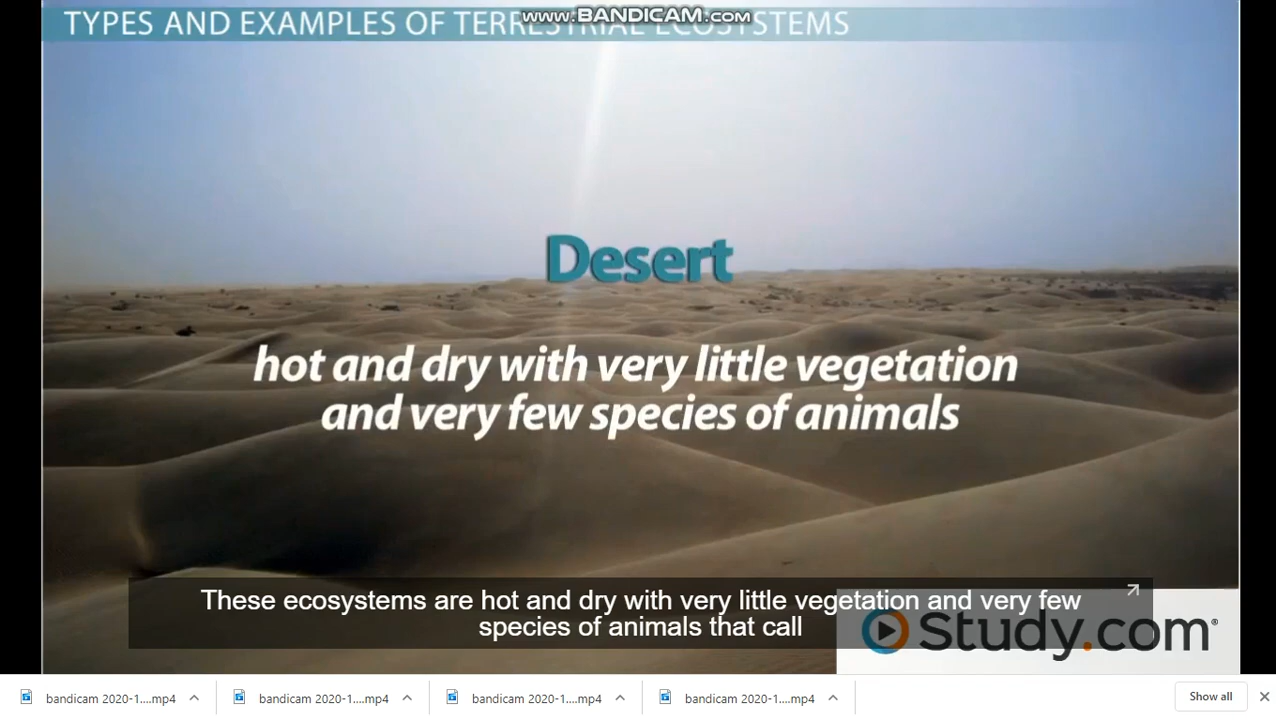 www.BANDICAM.com
TYPES AND EXAMPLES OF TERRESTRIAL ECOSYSTEMS
Desert
hot and dry with very little vegetation
and very few species of animals
These ecosystems are hot and dry with very little vegetation and very few
species of animals that call
Study.com®
bandicam 2020-1....mp4
bandicam 2020-1....mp4
bandicam 2020-1....mp4
bandicam 2020-1....mp4
Show all